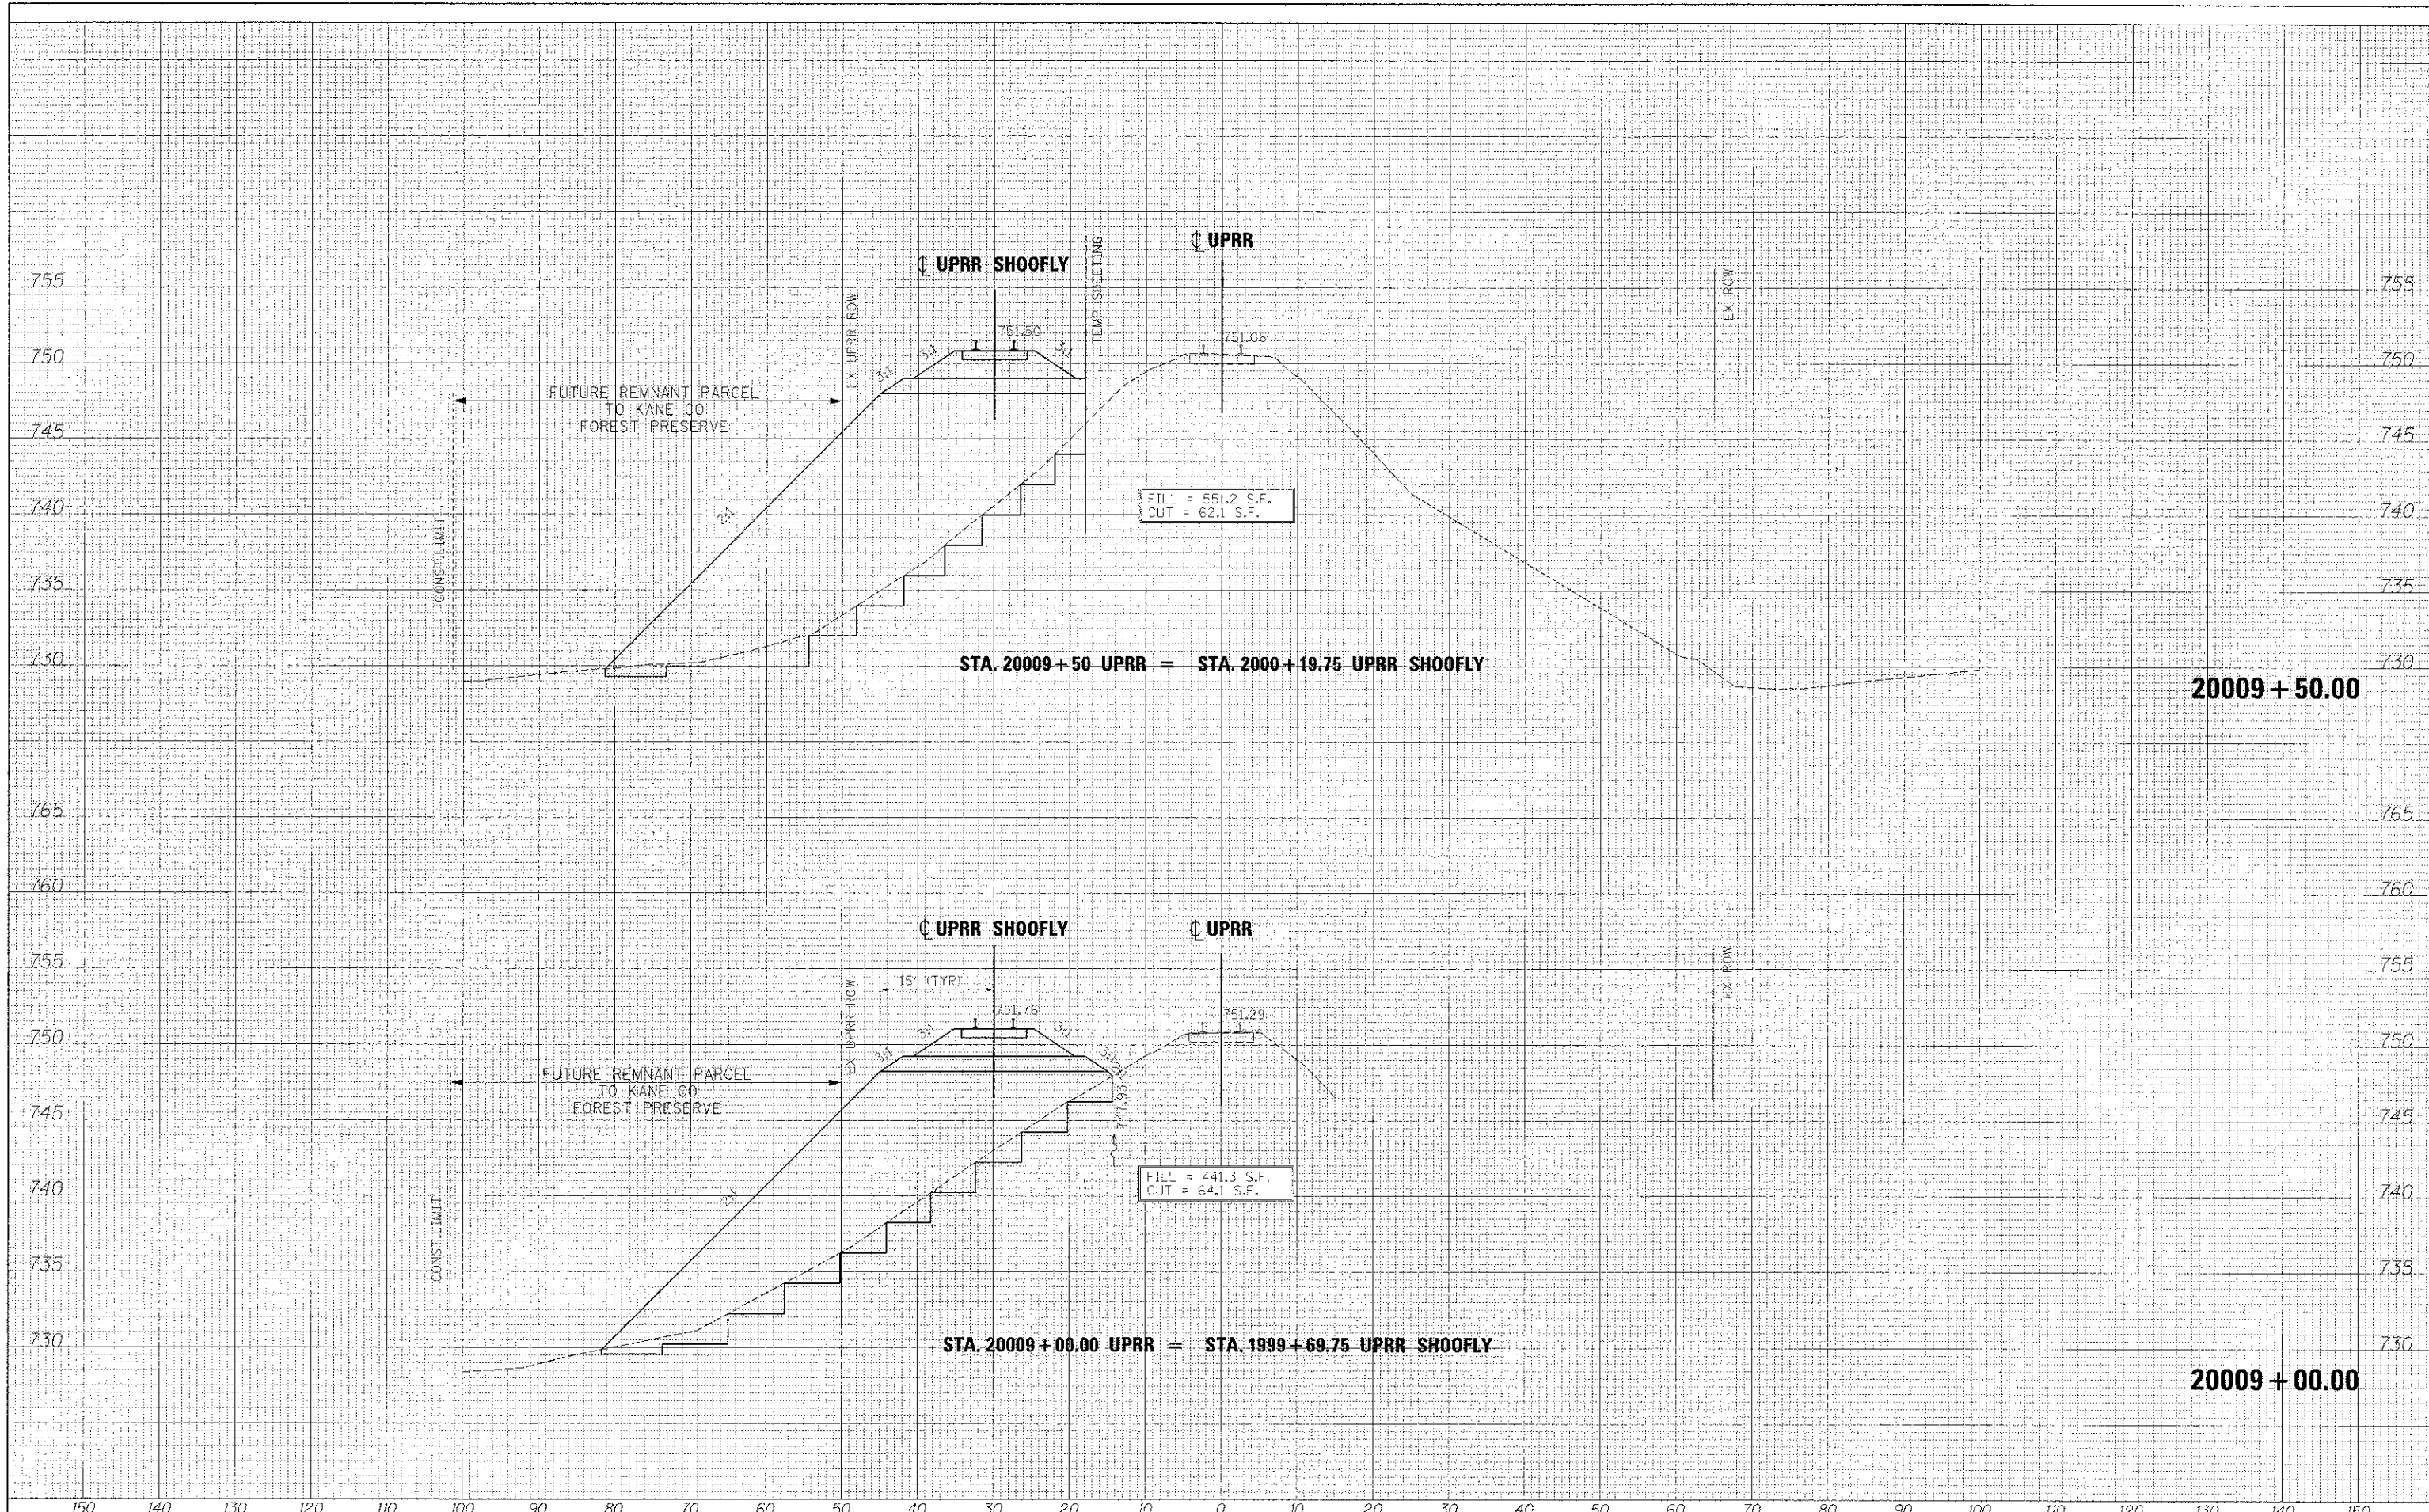 ℄ UPRR
℄ UPRR SHOOFLY
TEMP. SHEETING
EX UPRR ROW
EX ROW
755
755
751.50
751.08
3:1
3:1
3:1
750
750
FUTURE REMNANT PARCEL
TO KANE CO
FOREST PRESERVE
745
745
FILL = 551.2 S.F.
CUT = 62.1 S.F.
2:1
740
740
CONST. LIMIT
735
735
730
STA. 20009+50 UPRR = STA. 2000+19.75 UPRR SHOOFLY
730
20009+50.00
765
765
760
760
℄ UPRR SHOOFLY
℄ UPRR
755
755
EX UPRR ROW
15' (TYP)
EX ROW
751.76
751.29
3:1
3:1
3:1
3:1
750
750
FUTURE REMNANT PARCEL
TO KANE CO
FOREST PRESERVE
747.93
745
745
FILL = 441.3 S.F.
CUT = 64.1 S.F.
2:1
740
740
CONST. LIMIT
735
735
730
STA. 20009+00.00 UPRR = STA. 1999+69.75 UPRR SHOOFLY
730
20009+00.00
150 140 130 120 110 100 90 80 70 60 50 40 30 20 10 0 10 20 30 40 50 60 70 80 90 100 110 120 130 140 150